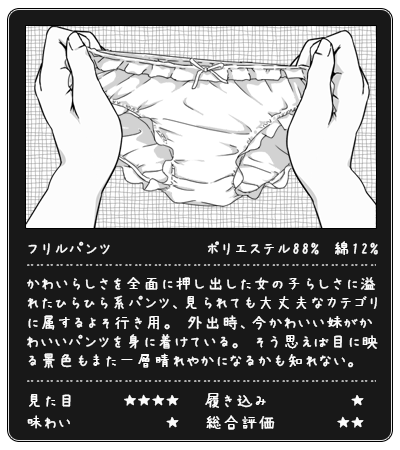 フリルパンツ ポリエステル88% 綿12%
かわいらしさを全面に押し出した女の子らしさに溢
れたひらひら系パンツ、見られても大丈夫なカテゴリ
に属するよそ行き用。 外出時、今かわいい妹がか
わいいパンツを身に着けている。 そう思えば目に映
る景色もまた一層晴れやかになるかも知れない。
見た目 ★★★★ 履き込み ★
味わい ★ 総合評価 ★★